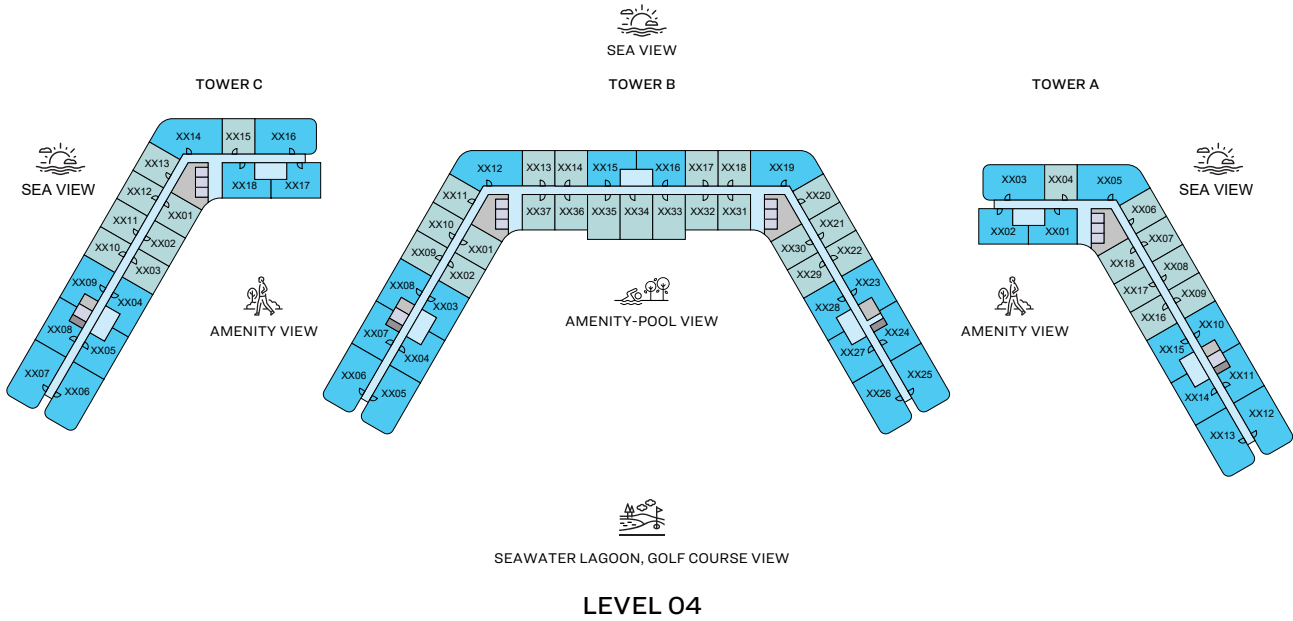 SEA VIEW
TOWER C
TOWER B
TOWER A
SEA VIEW
XX14
XX15
XX16
XX13
XX12
XX11
XX10
XX09
XX08
XX07
XX18
XX17
XX01
XX02
XX03
XX04
XX05
XX06
AMENITY VIEW
XX12
XX13
XX14
XX15
XX16
XX17
XX18
XX19
XX11
XX10
XX09
XX08
XX07
XX06
XX37
XX36
XX35
XX34
XX33
XX32
XX31
XX01
XX02
XX03
XX04
XX05
XX20
XX21
XX22
XX23
XX24
XX25
XX30
XX29
XX28
XX27
XX26
AMENITY-POOL VIEW
SEA VIEW
XX03
XX04
XX05
XX02
XX01
XX06
XX07
XX08
XX09
XX10
XX11
XX12
XX18
XX17
XX16
XX15
XX14
XX13
AMENITY VIEW
SEAWATER LAGOON, GOLF COURSE VIEW
LEVEL 04